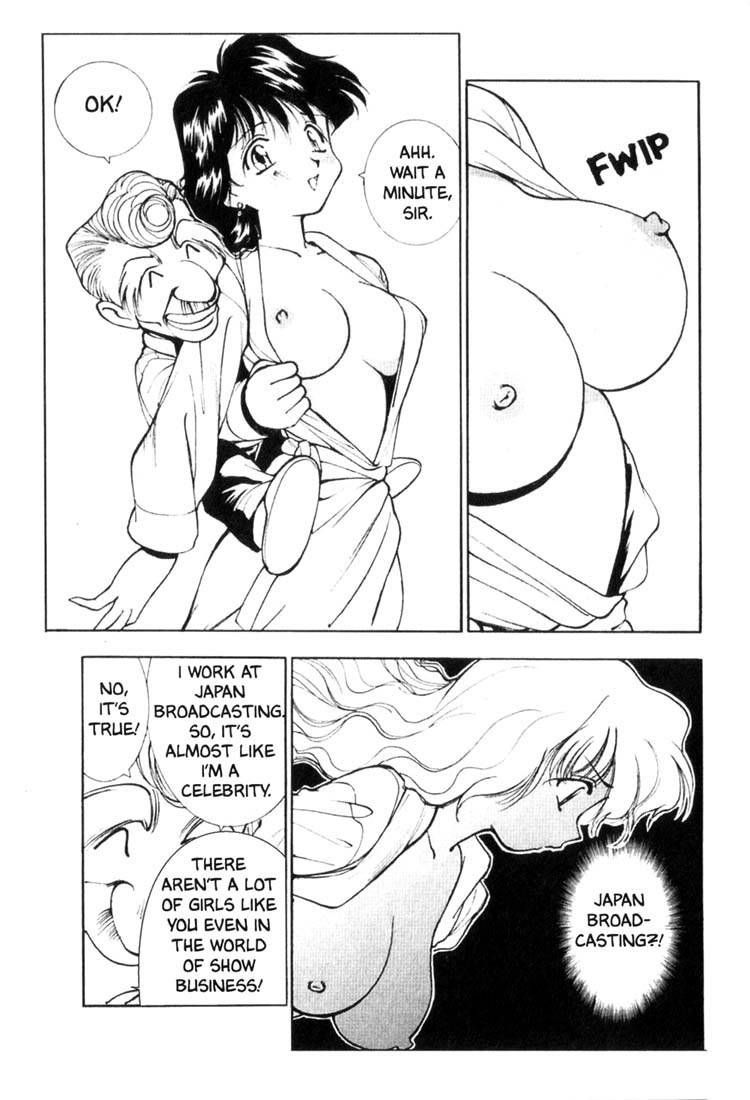 FWIP
AHH.
WAIT A
MINUTE,
SIR.
OK!
JAPAN
BROAD-
CASTING?!
I WORK AT
JAPAN
BROADCASTING.
SO, IT'S
ALMOST LIKE
I'M A
CELEBRITY.
NO,
IT'S
TRUE!
THERE
AREN'T A LOT
OF GIRLS LIKE
YOU EVEN IN
THE WORLD
OF SHOW
BUSINESS!